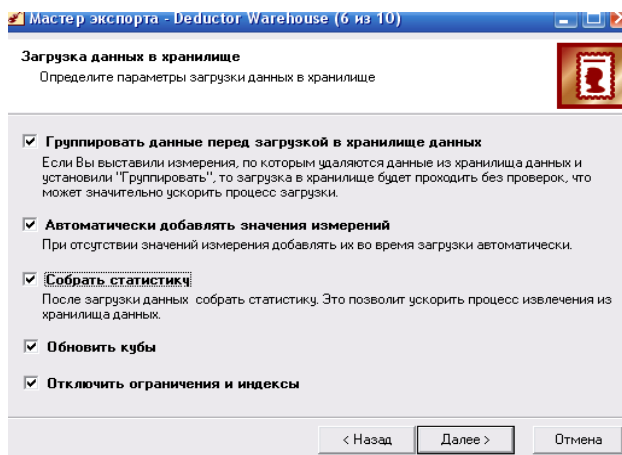 Мастер экспорта - Deductor Warehouse (6 из 10)
Загрузка данных в хранилище
Определите параметры загрузки данных в хранилище
Группировать данные перед загрузкой в хранилище данных
Если Вы выставили измерения, по которым удаляются данные из хранилища данных и
установили "Группировать", то загрузка в хранилище будет проходить без проверок, что
может значительно ускорить процесс загрузки.
Автоматически добавлять значения измерений
При отсутствии значений измерения добавлять их во время загрузки автоматически.
Собрать статистику
После загрузки данных собрать статистику. Это позволит ускорить процесс извлечения из
хранилища данных.
Обновить кубы
Отключить ограничения и индексы
< Назад Далее > Отмена